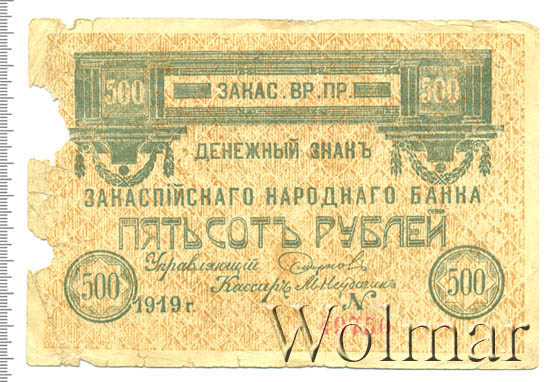 500 ЗАКАС. ВР. ПР. 500
ДЕНЕЖНЫЙ ЗНАКЪ
ЗАКАСПІЙСКАГО НАРОДНАГО БАНКА
ПЯТЬСОТЪ РУБЛЕЙ
Управляющій
Кассиръ
500 1919 г. N 500
Wolmar